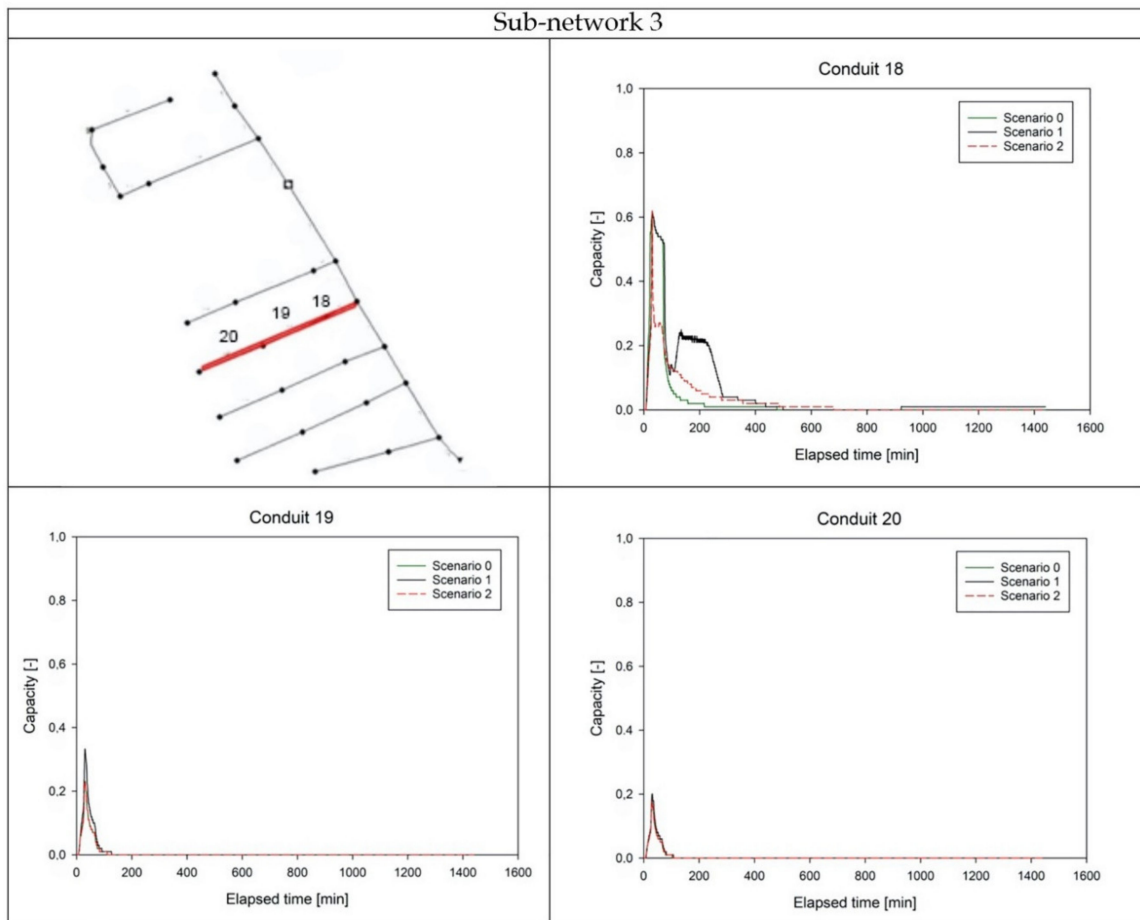 Sub-network 3
20
19
18
Conduit 18
1,0
0,8
0,6
0,4
0,2
0,0
Capacity [-]
Scenario 0
Scenario 1
Scenario 2
0 200 400 600 800 1000 1200 1400 1600
Elapsed time [min]
Conduit 19
1,0
0,8
0,6
0,4
0,2
0,0
Capacity [-]
Scenario 0
Scenario 1
Scenario 2
0 200 400 600 800 1000 1200 1400 1600
Elapsed time [min]
Conduit 20
1,0
0,8
0,6
0,4
0,2
0,0
Capacity [-]
Scenario 0
Scenario 1
Scenario 2
0 200 400 600 800 1000 1200 1400 1600
Elapsed time [min]